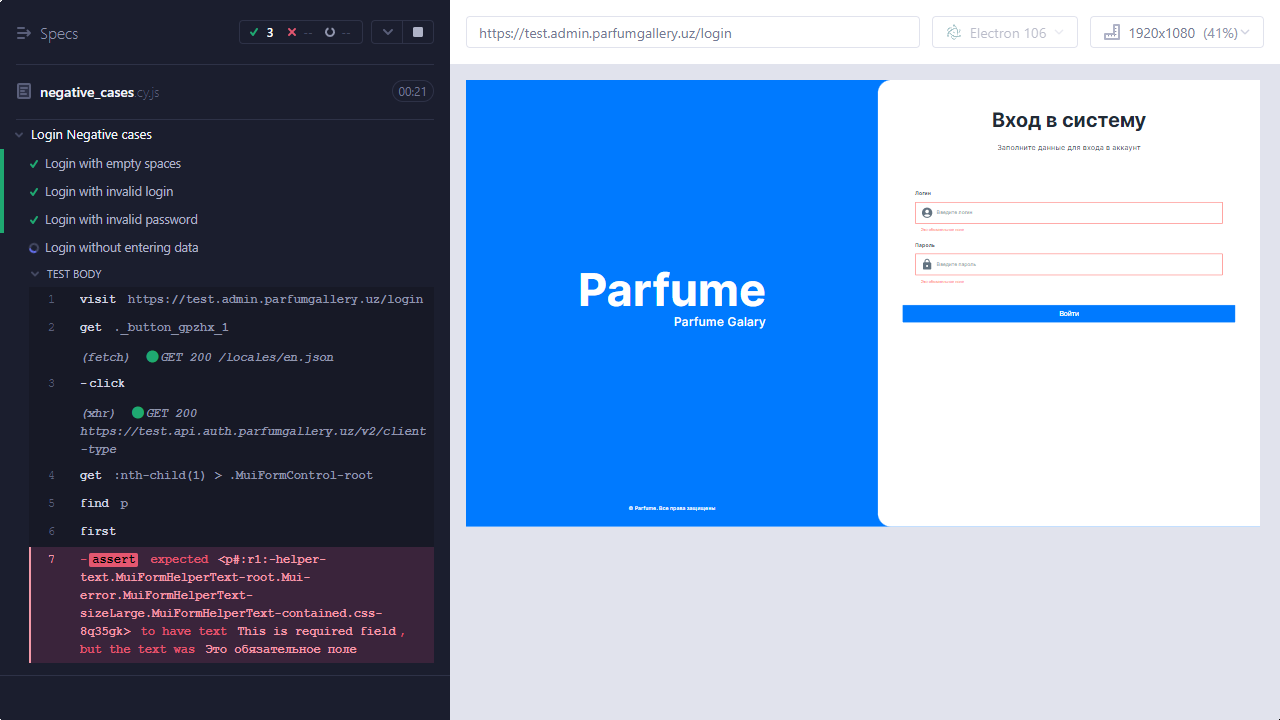 Specs
3 -- --
negative_cases.cy.js
00:21
Login Negative cases
Login with empty spaces
Login with invalid login
Login with invalid password
Login without entering data
TEST BODY
1 visit https://test.admin.parfumgallery.uz/login
2 get ._button_gpzhx_1
(fetch) GET 200 /locales/en.json
3 -click
(xhr) GET 200
https://test.api.auth.parfumgallery.uz/v2/client
-type
4 get :nth-child(1) > .MuiFormControl-root
5 find p
6 first
7 -assert expected <p#:r1:-helper-
text.MuiFormHelperText-root.Mui-
error.MuiFormHelperText-
sizeLarge.MuiFormHelperText-contained.css-
8q35gk> to have text This is required field,
but the text was Это обязательное поле
https://test.admin.parfumgallery.uz/login
Electron 106
1920x1080 (41%)
Parfume
Parfume Galary
© Parfume. Все права защищены
Вход в систему
Заполните данные для входа в аккаунт
Логин
Введите логин
Это обязательное поле
Пароль
Введите пароль
Это обязательное поле
Войти